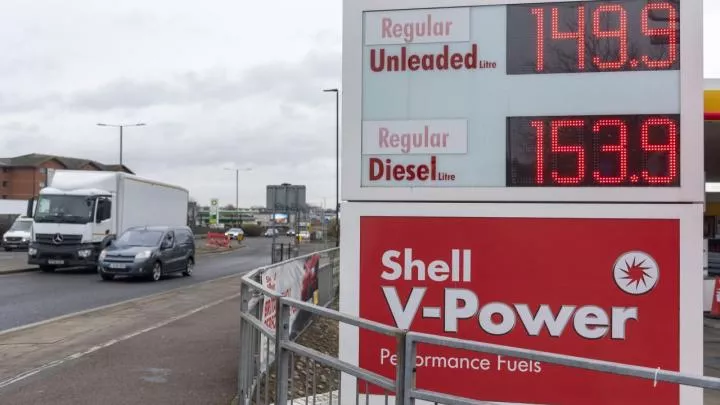 Regular
Unleaded Litre
149.9
Regular
Diesel Litre
153.9
Shell
V-Power
Performance Fuels